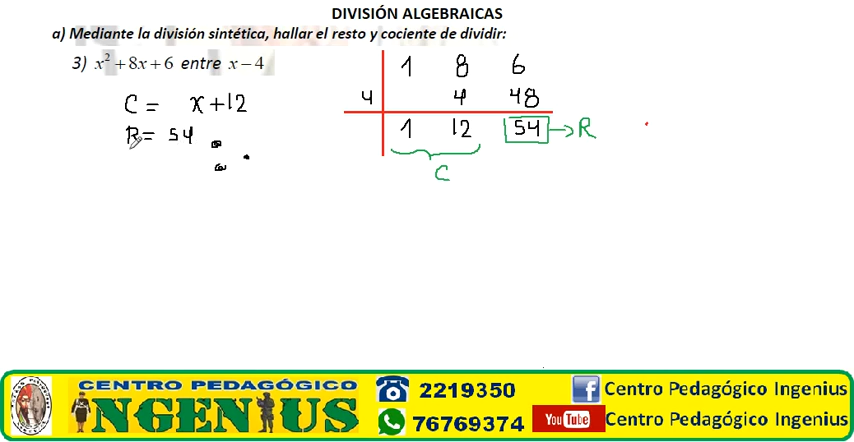 DIVISIÓN ALGEBRAICAS
a) Mediante la división sintética, hallar el resto y cociente de dividir:
3) x² + 8x + 6 entre x − 4
1 8 6
4 4 48
1 12 54 → R
C
C = x + 12
R = 54
CENTRO PEDAGÓGICO
INGENIUS
2219350
76769374
f Centro Pedagógico Ingenius
YouTube Centro Pedagógico Ingenius